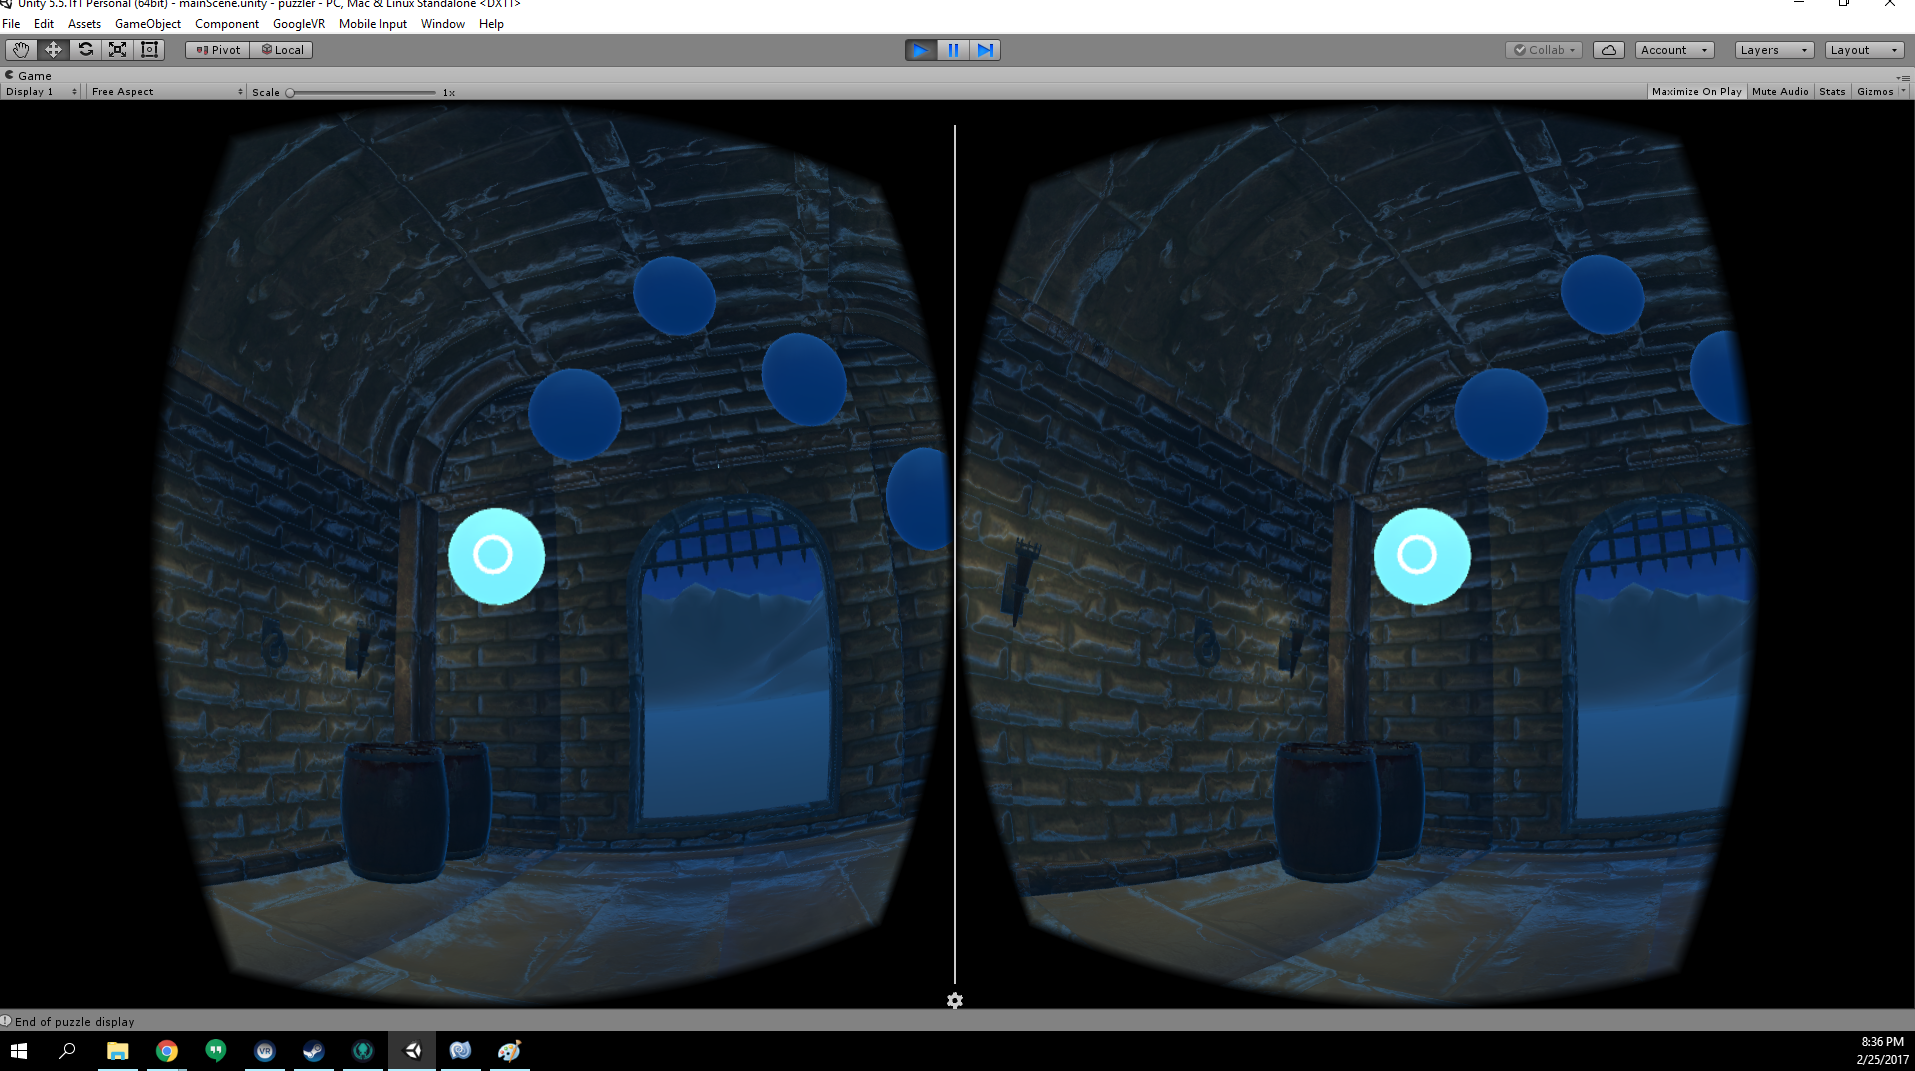 Unity 5.5.1f1 Personal (64bit) - mainScene.unity - puzzler - PC, Mac & Linux Standalone <DX11>
File Edit Assets GameObject Component GoogleVR Mobile Input Window Help
Pivot Local Collab Account Layers Layout
Game
Display 1 Free Aspect Scale 1x Maximize On Play Mute Audio Stats Gizmos
End of puzzle display
VR
8:36 PM
2/25/2017